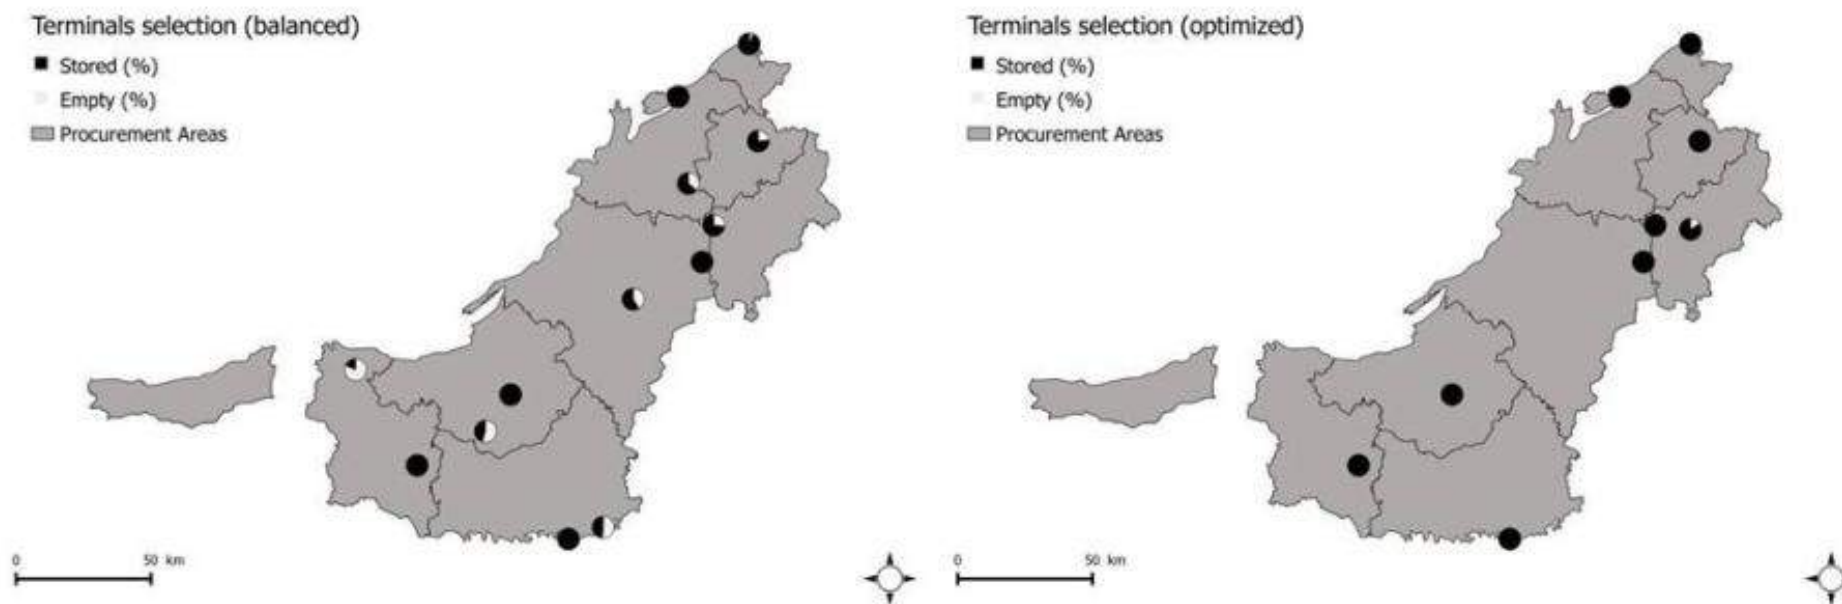 Terminals selection (balanced)
Stored (%)
Empty (%)
Procurement Areas
0 50 km
Terminals selection (optimized)
Stored (%)
Empty (%)
Procurement Areas
0 50 km